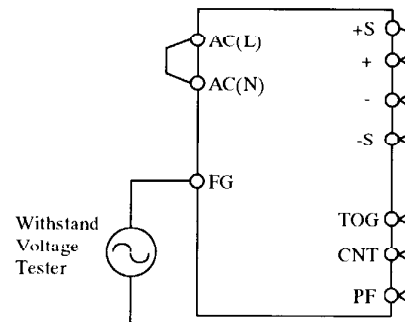 AC(L)
AC(N)
FG
Withstand
Voltage
Tester
+S
+
-
-S
TOG
CNT
PF